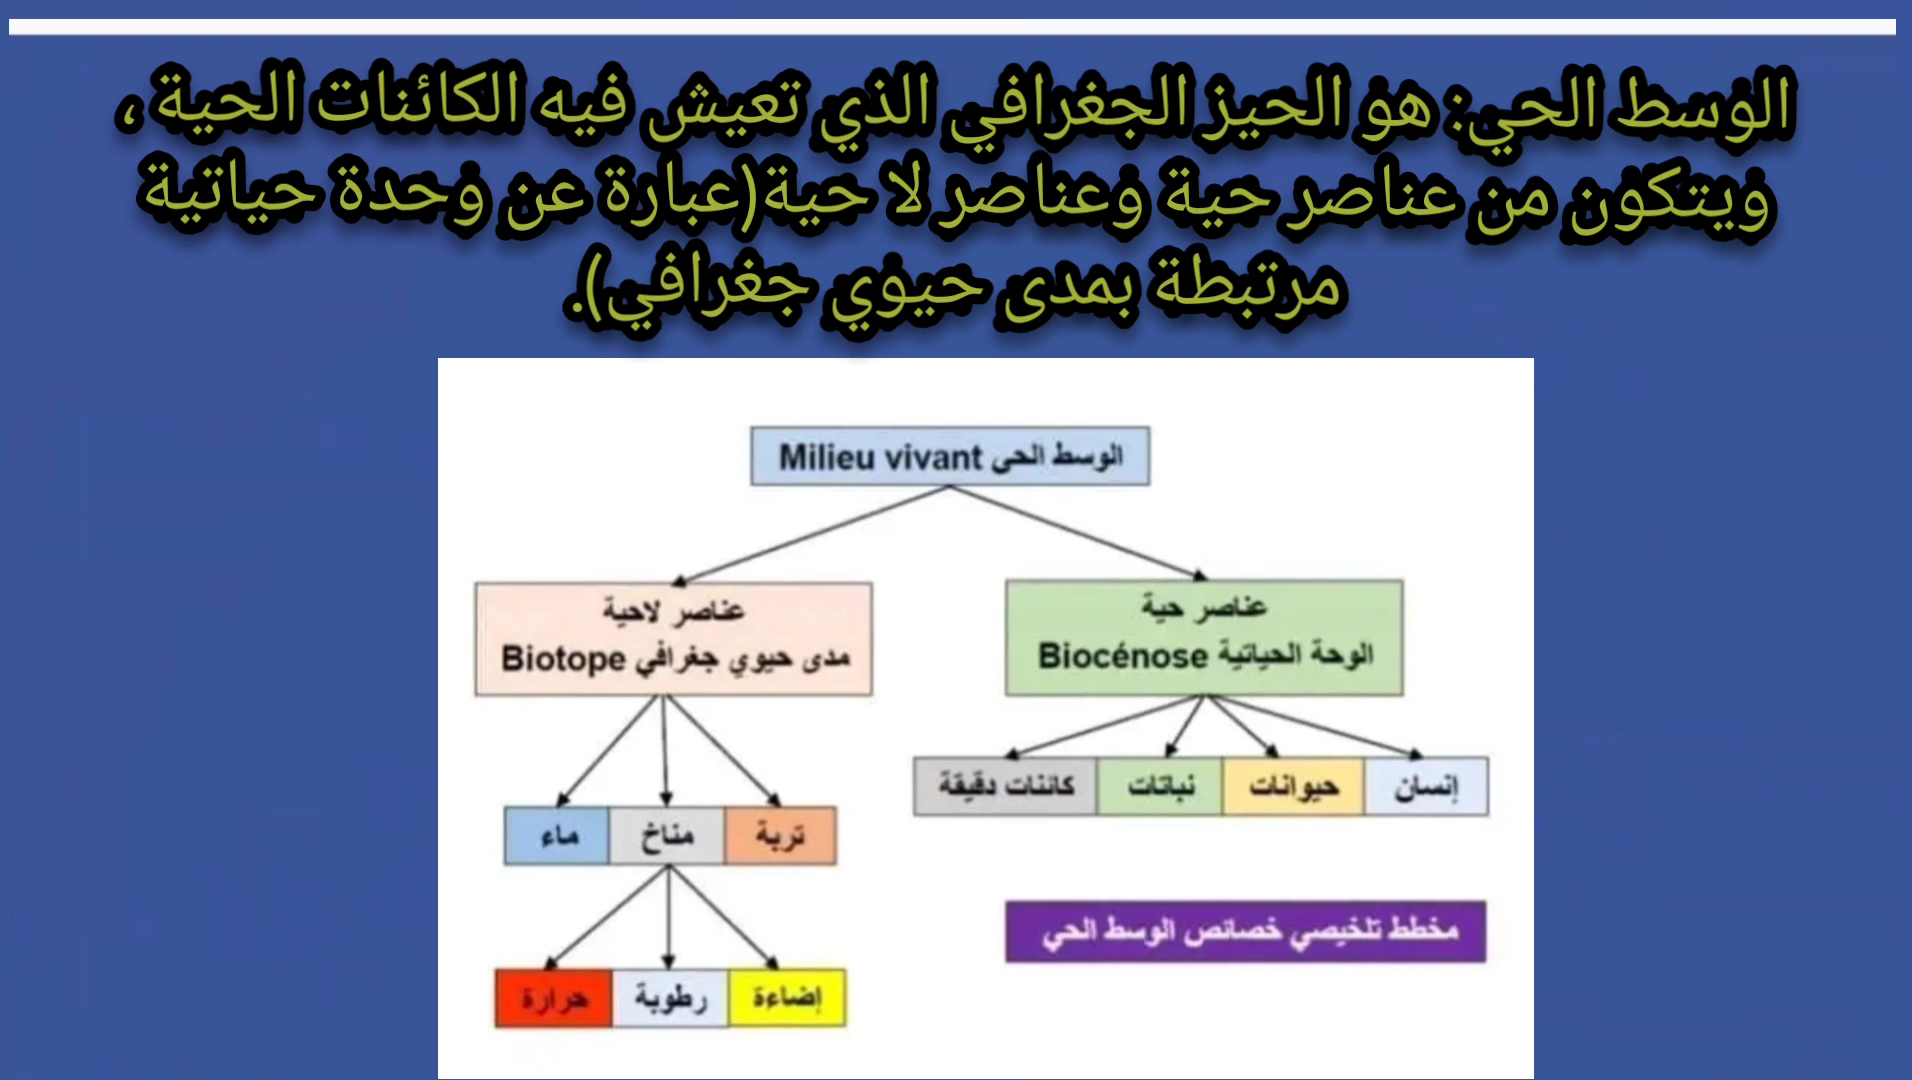 الوسط الحي: هو الحيز الجغرافي الذي تعيش فيه الكائنات الحية ،
ويتكون من عناصر حية وعناصر لا حية(عبارة عن وحدة حياتية
مرتبطة بمدى حيوي جغرافي).
الوسط الحي Milieu vivant
عناصر حية
الوحة الحياتية Biocénose
عناصر لاحية
مدى حيوي جغرافي Biotope
إنسان
حيوانات
نباتات
كائنات دقيقة
تربة
مناخ
ماء
إضاءة
رطوبة
حرارة
مخطط تلخيصي خصائص الوسط الحي